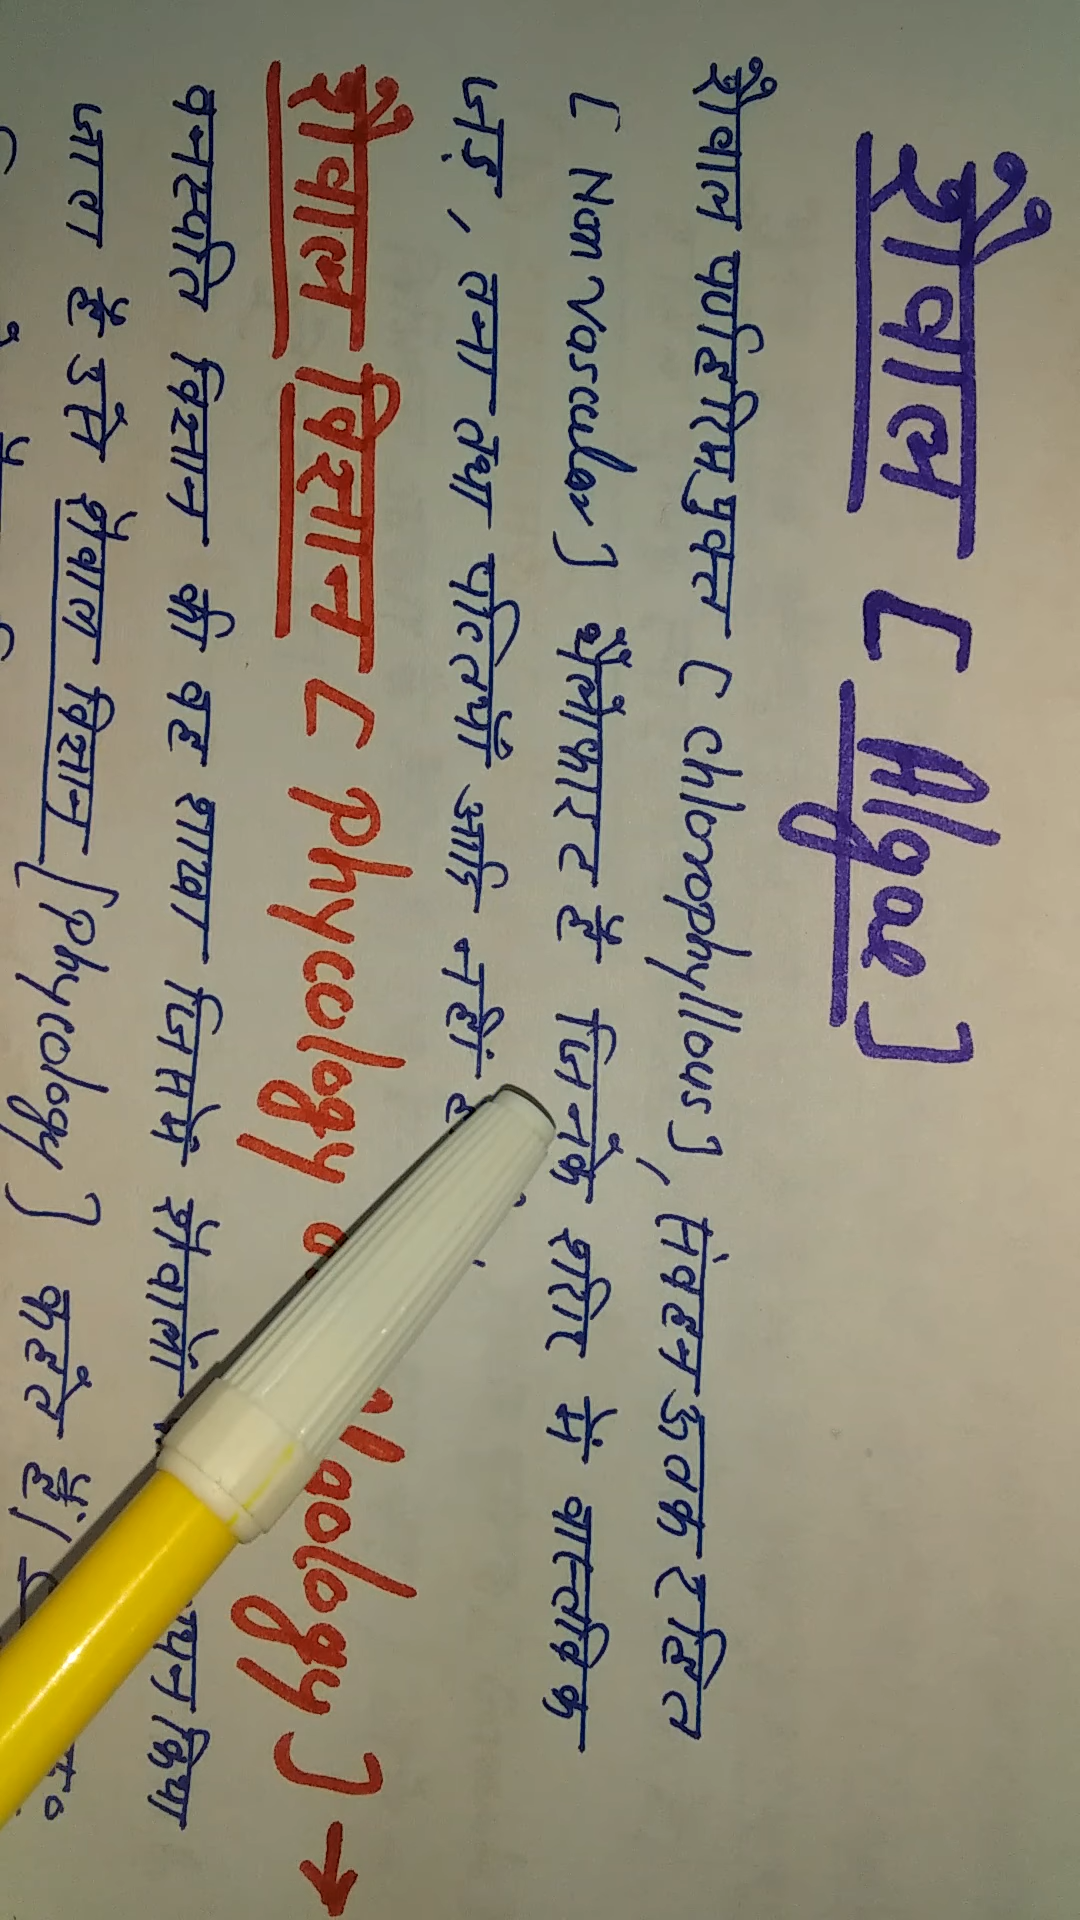 शैवाल [ Algae ]
शैवाल पर्णहरिमयुक्त [ chlorophyllous ], संवहन ऊतक रहित
[ Non Vascular ] थैलोफाइट हैं जिनके शरीर में वास्तविक
जड़, तना तथा पत्तियाँ आदि नहीं
शैवाल विज्ञान [ Phycology ] →
वनस्पति विज्ञान की वह शाखा जिसमें शैवालों किया
जाता है उसे शैवाल विज्ञान [ Phycology ] कहते हैं।